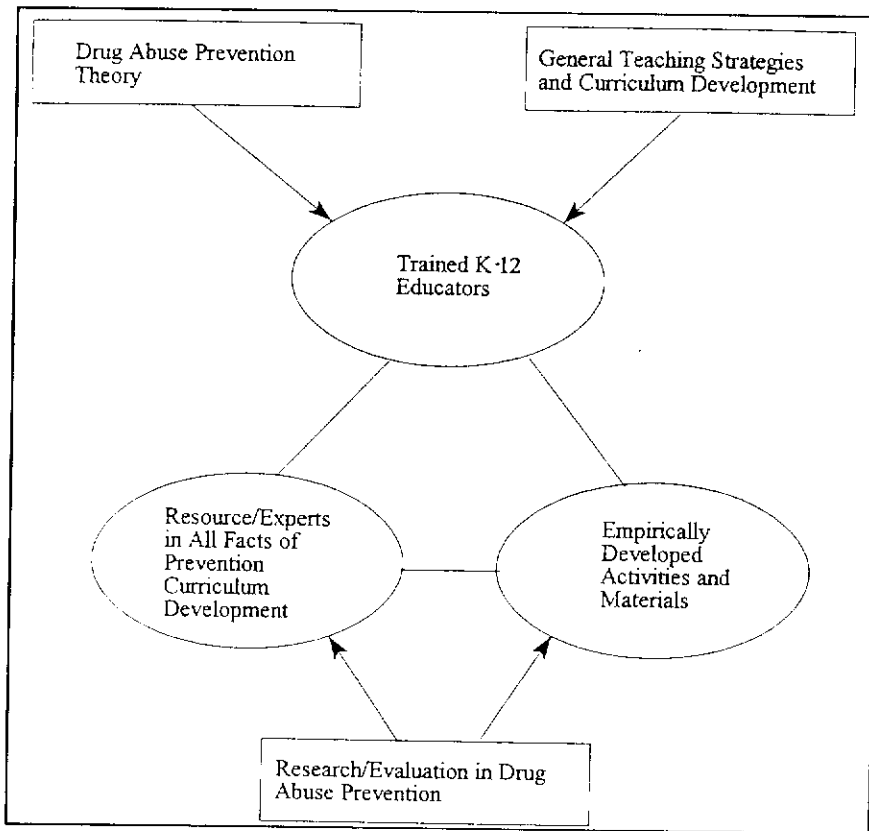 Drug Abuse Prevention
Theory
General Teaching Strategies
and Curriculum Development
Trained K-12
Educators
Resource/Experts
in All Facts of
Prevention
Curriculum
Development
Empirically
Developed
Activities and
Materials
Research/Evaluation in Drug
Abuse Prevention